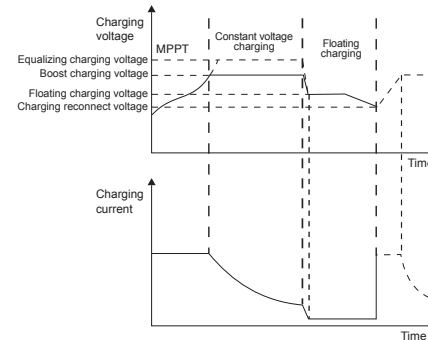 Charging
voltage
MPPT
Constant voltage
charging
Floating
charging
Equalizing charging voltage
Boost charging voltage
Floating charging voltage
Charging reconnect voltage
Time
Charging
current
Time